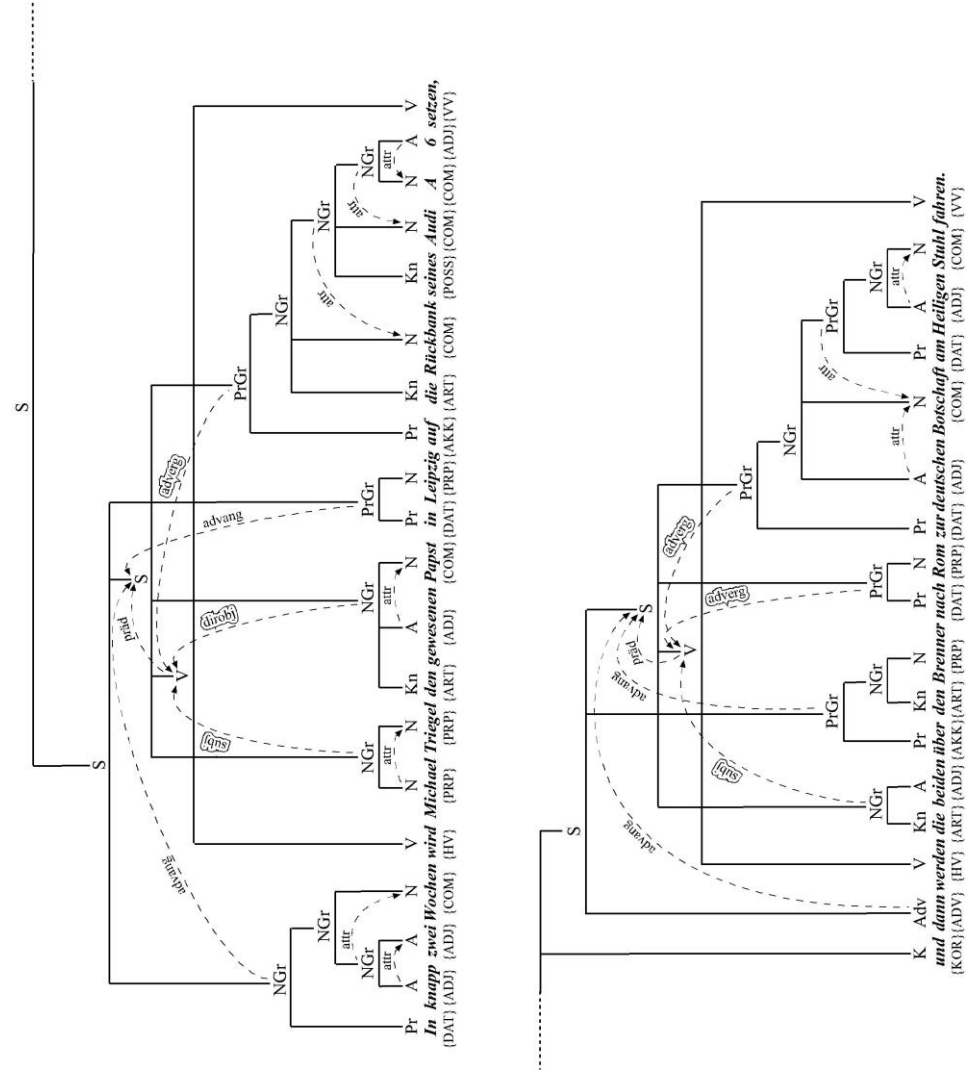 S
S
advang
S
präd
adverg
V
advang
PrGr
subj
dirobj
NGr
attr
NGr
attr
NGr
NGr
NGr
NGr
NGr
PrGr
NGr
attr
attr
attr
attr
attr
Pr A A N V N N Kn A N Pr N Pr Kn N Kn N N A V
In knapp zwei Wochen wird Michael Triegel den gewesenen Papst in Leipzig auf die Rückbank seines Audi A 6 setzen,
{DAT} {ADJ} {ADJ} {COM} {HV} {PRP} {PRP} {ART} {ADJ} {COM} {DAT} {PRP} {AKK} {ART} {COM} {POSS} {COM} {COM} {ADJ} {VV}
S
advang
S
präd
advang
adverg
V
adverg
PrGr
subj
NGr
PrGr
attr
NGr
PrGr
NGr
PrGr
attr
NGr
attr
K Adv V Kn A Pr Kn N Pr N Pr A N Pr A N V
und dann werden die beiden über den Brenner nach Rom zur deutschen Botschaft am Heiligen Stuhl fahren.
{KOR} {ADV} {HV} {ART} {ADJ} {AKK} {ART} {PRP} {DAT} {PRP} {DAT} {ADJ} {COM} {DAT} {ADJ} {COM} {VV}